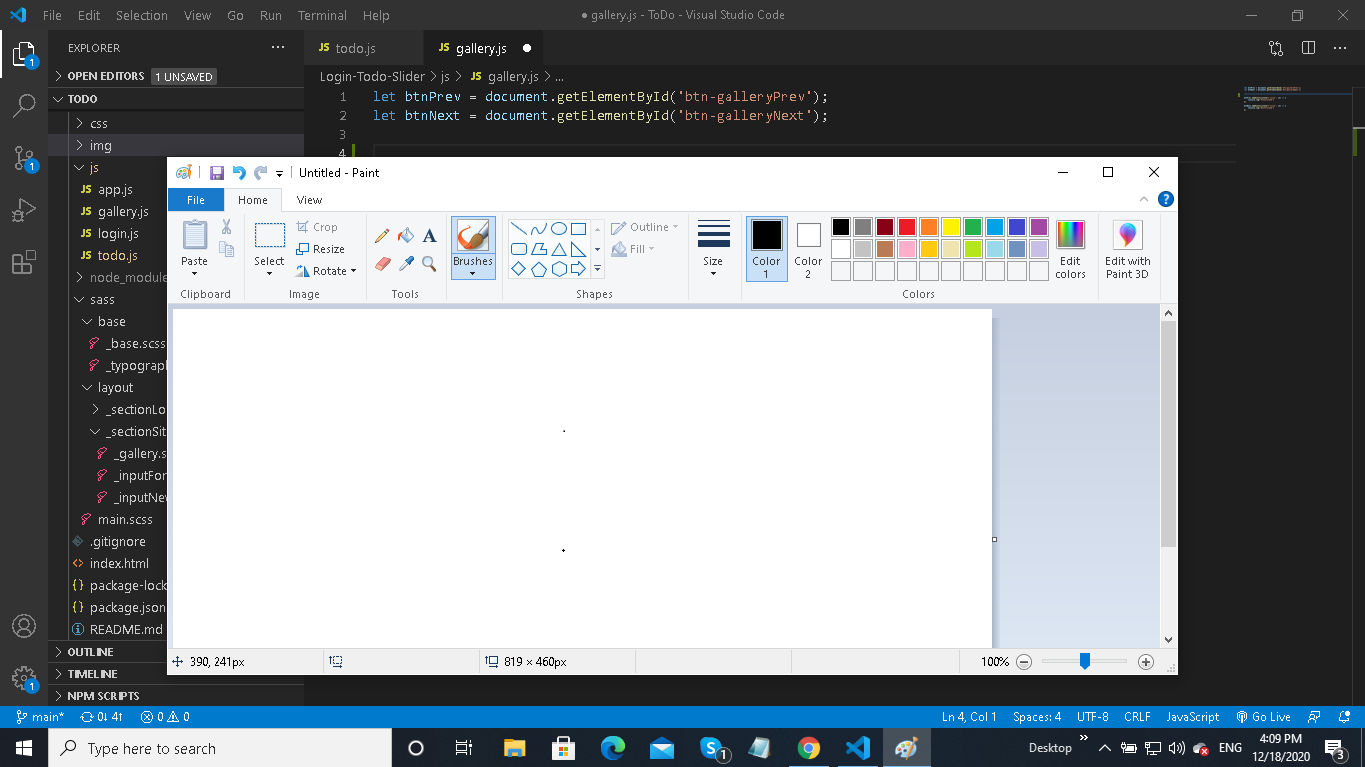 File Edit Selection View Go Run Terminal Help
● gallery.js - ToDo - Visual Studio Code
EXPLORER
JS todo.js
JS gallery.js
OPEN EDITORS 1 UNSAVED
Login-Todo-Slider > js > JS gallery.js > ...
TODO
1 let btnPrev = document.getElementById('btn-galleryPrev');
2 let btnNext = document.getElementById('btn-galleryNext');
3
4
css
img
js
JS app.js
JS gallery.js
JS login.js
JS todo.js
node_module
sass
base
_base.scss
_typograph
layout
_sectionLo
_sectionSit
_gallery.s
_inputFor
_inputNew
main.scss
.gitignore
index.html
package-lock
package.json
README.md
OUTLINE
TIMELINE
NPM SCRIPTS
1
1
1
Untitled - Paint
File Home View
Paste
Clipboard
Select
Crop
Resize
Rotate
Image
A
Tools
Brushes
Outline
Fill
Shapes
Size
Color 1
Color 2
Edit colors
Colors
Edit with Paint 3D
390, 241px
819 × 460px
100%
main* 0↓ 4↑ 0 0
Ln 4, Col 1 Spaces: 4 UTF-8 CRLF JavaScript Go Live
Type here to search
1
Desktop
ENG
4:09 PM
12/18/2020
3